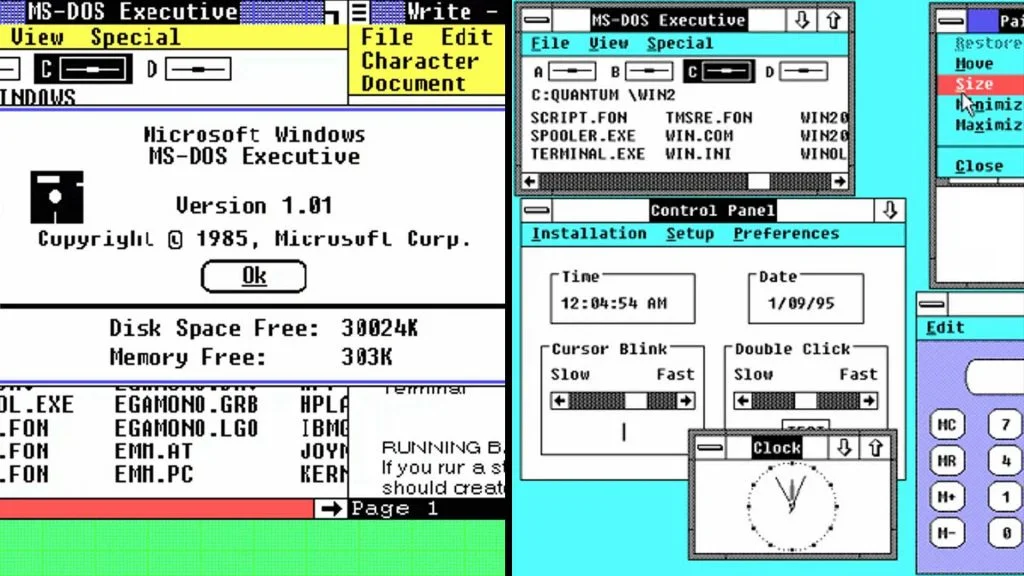 MS-DOS Executive
View Special
C D
INDOWS
Write -
File Edit
Character
Document
Microsoft Windows
MS-DOS Executive
Version 1.01
Copyright © 1985, Microsoft Corp.
Ok
Disk Space Free: 30024K
Memory Free: 303K
OL.EXE EGAMONO.GRB HPLA
.FON EGAMONO.LGO IBMG
.FON EMM.AT JOYM
.FON EMM.PC KERN
Terminal
RUNNING BA
If you run a st
should create
Page 1
MS-DOS Executive
File View Special
A B C D
C:QUANTUM \WIN2
SCRIPT.FON TMSRE.FON WIN20
SPOOLER.EXE WIN.COM WIN20
TERMINAL.EXE WIN.INI WINOL
Control Panel
Installation Setup Preferences
Time
12:04:54 AM
Date
1/09/95
Cursor Blink
Slow Fast
Double Click
Slow Fast
TEST
Clock
Pai
Restore
Move
Size
Minimiz
Maximiz
Close
Edit
MC 7
MR 4
M+ 1
M- 0